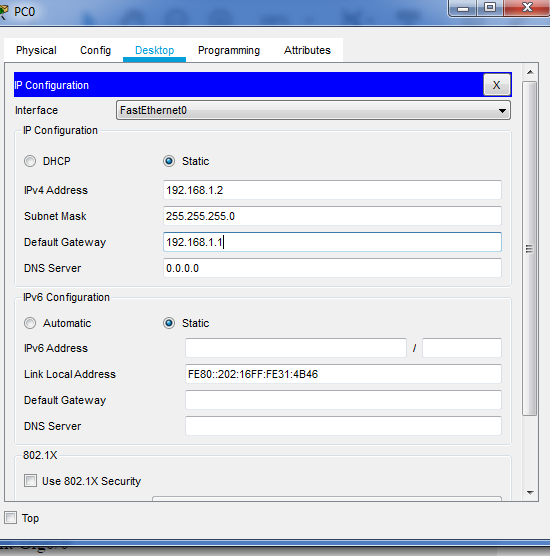 PC0
Physical Config Desktop Programming Attributes
IP Configuration X
Interface FastEthernet0
IP Configuration
DHCP Static
IPv4 Address 192.168.1.2
Subnet Mask 255.255.255.0
Default Gateway 192.168.1.1
DNS Server 0.0.0.0
IPv6 Configuration
Automatic Static
IPv6 Address /
Link Local Address FE80::202:16FF:FE31:4B46
Default Gateway
DNS Server
802.1X
Use 802.1X Security
Top